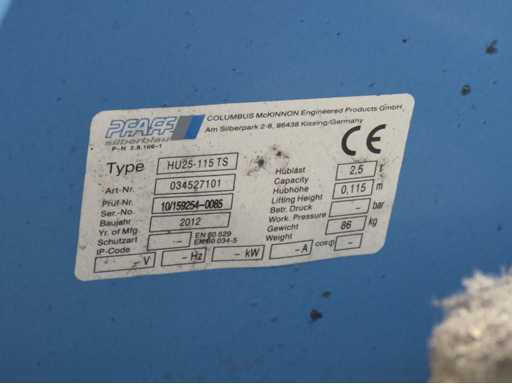 PFAFF
silberblau
P-N 2.8.166-1
COLUMBUS McKINNON Engineered Products GmbH
Am Silberpark 2-8, 86438 Kissing/Germany
CE
Type HU25-115 TS
Art-Nr. 034527101
Prüf-Nr.
Ser.-No. 10/159254-0085
Baujahr
Yr. of Mfg 2012
Schutzart
IP-Code -- EN 60 529
EN 60 034-5
- V - Hz - kW - A cosφ -
Hublast
Capacity 2,5 t
Hubhöhe
Lifting Height 0,115 m
Betr. Druck
Work. Pressure - bar
Gewicht
Weight 86 kg